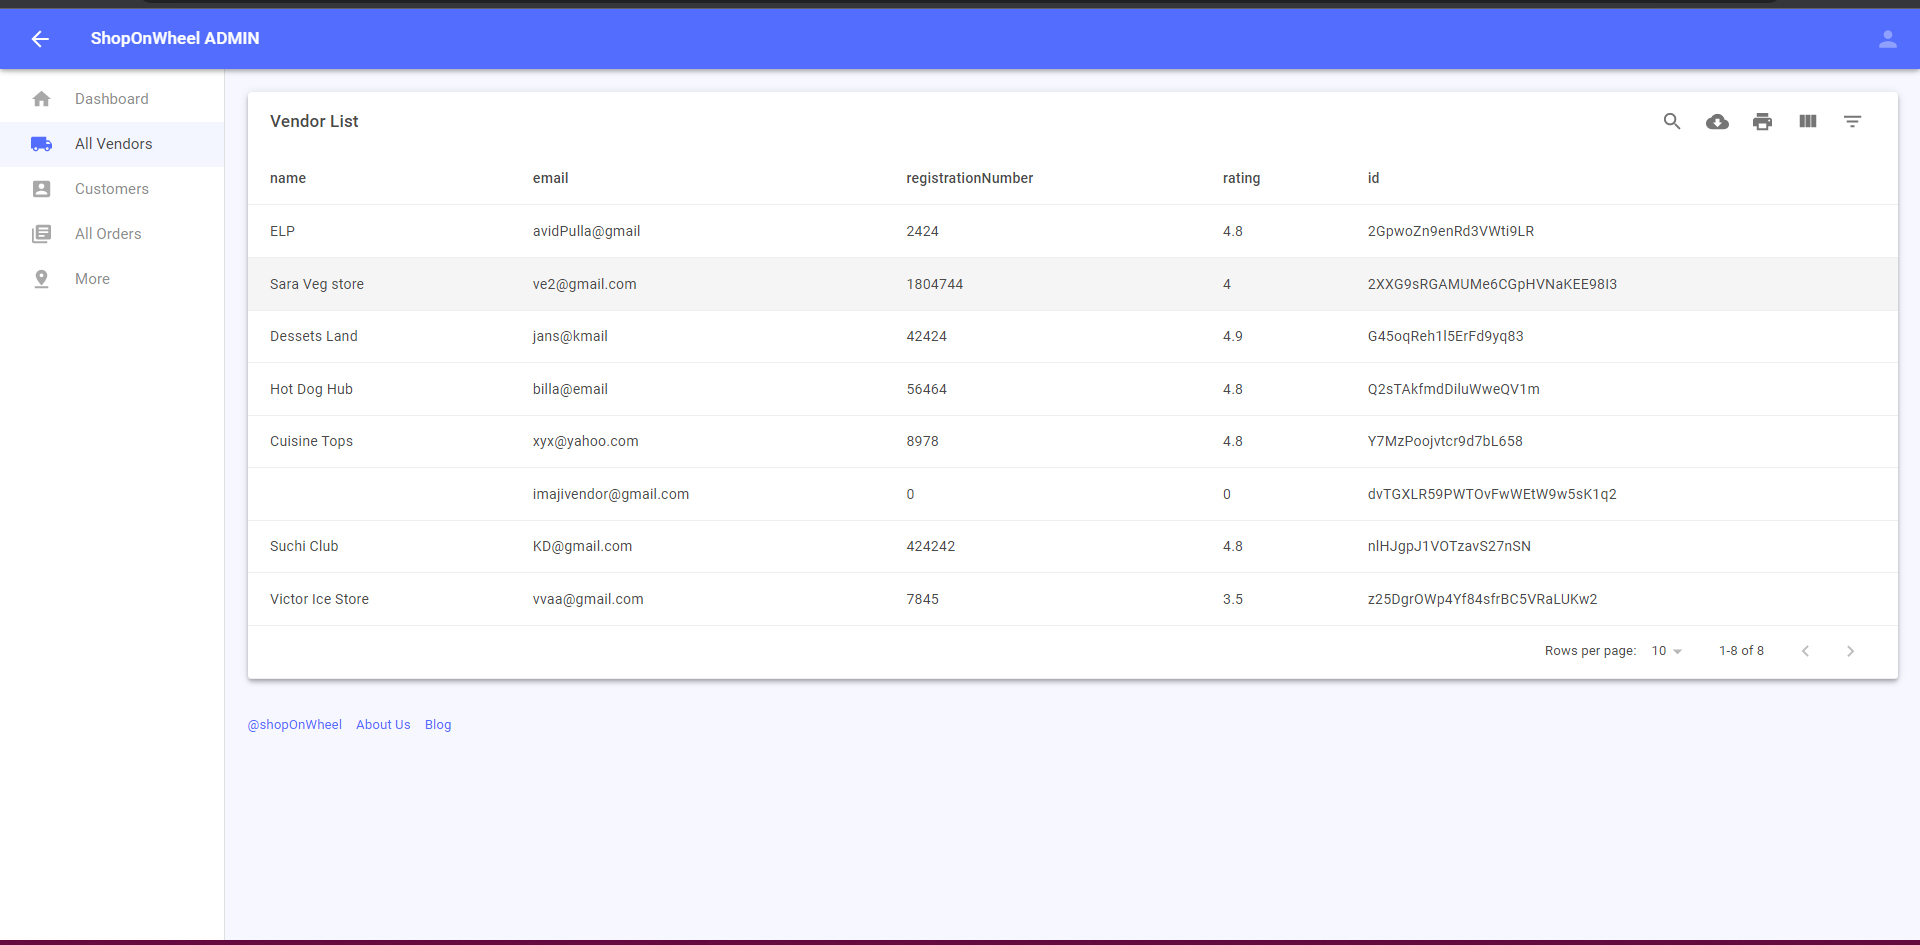 ShopOnWheel ADMIN
Dashboard
All Vendors
Customers
All Orders
More
Vendor List
name email registrationNumber rating id
ELP avidPulla@gmail 2424 4.8 2GpwoZn9enRd3VWti9LR
Sara Veg store ve2@gmail.com 1804744 4 2XXG9sRGAMUMe6CGpHVNaKEE98I3
Dessets Land jans@kmail 42424 4.9 G45oqReh1l5ErFd9yq83
Hot Dog Hub billa@email 56464 4.8 Q2sTAkfmdDiluWweQV1m
Cuisine Tops xyx@yahoo.com 8978 4.8 Y7MzPoojvtcr9d7bL658
imajivendor@gmail.com 0 0 dvTGXLR59PWTOvFwWEtW9w5sK1q2
Suchi Club KD@gmail.com 424242 4.8 nlHJgpJ1VOTzavS27nSN
Victor Ice Store vvaa@gmail.com 7845 3.5 z25DgrOWp4Yf84sfrBC5VRaLUKw2
Rows per page: 10 1-8 of 8
@shopOnWheel About Us Blog